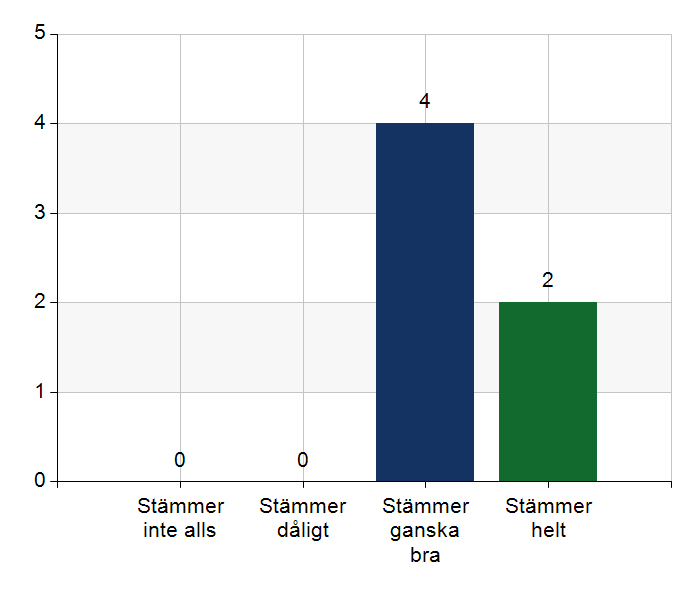 5
4
3
2
1
0
0
0
4
2
Stämmer
inte alls
Stämmer
dåligt
Stämmer
ganska
bra
Stämmer
helt